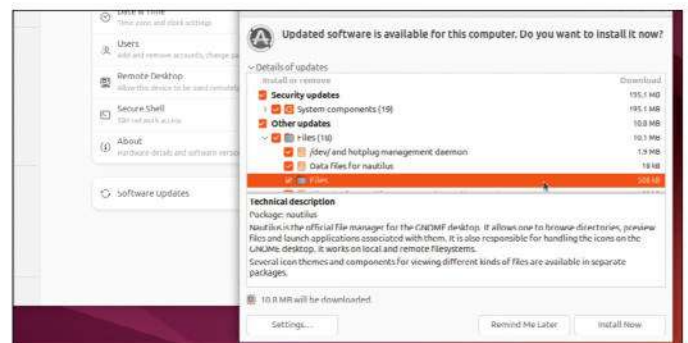 Date & Time
Time zone and clock settings
Users
Add and remove accounts, change pa
Remote Desktop
Allow this device to be used remotely
Secure Shell
SSH network access
About
Hardware details and software version
Software Updates
Updated software is available for this computer. Do you want to install it now?
Details of updates
Install or remove Download
Security updates 195.1 MB
System components (19) 195.1 MB
Other updates 10.8 MB
Files (18) 10.1 MB
/dev/ and hotplug management daemon 1.9 MB
Data files for nautilus 18 kB
Files 508 kB
Technical description
Package: nautilus
Nautilus is the official file manager for the GNOME desktop. It allows one to browse directories, preview
files and launch applications associated with them. It is also responsible for handling the icons on the
GNOME desktop. It works on local and remote filesystems.
Several icon themes and components for viewing different kinds of files are available in separate
packages.
10.8 MB will be downloaded.
Settings...
Remind Me Later
Install Now